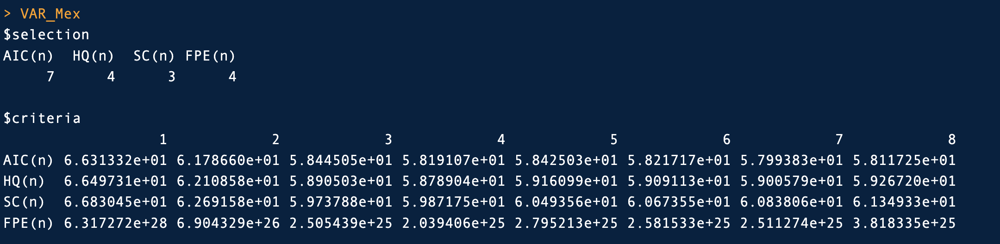 > VAR_Mex
$selection
AIC(n)  HQ(n)  SC(n) FPE(n)
     7      4      3      4

$criteria
                  1            2            3            4            5            6            7            8
AIC(n) 6.631332e+01 6.178660e+01 5.844505e+01 5.819107e+01 5.842503e+01 5.821717e+01 5.799383e+01 5.811725e+01
HQ(n)  6.649731e+01 6.210858e+01 5.890503e+01 5.878904e+01 5.916099e+01 5.909113e+01 5.900579e+01 5.926720e+01
SC(n)  6.683045e+01 6.269158e+01 5.973788e+01 5.987175e+01 6.049356e+01 6.067355e+01 6.083806e+01 6.134933e+01
FPE(n) 6.317272e+28 6.904329e+26 2.505439e+25 2.039406e+25 2.795213e+25 2.581533e+25 2.511274e+25 3.818335e+25